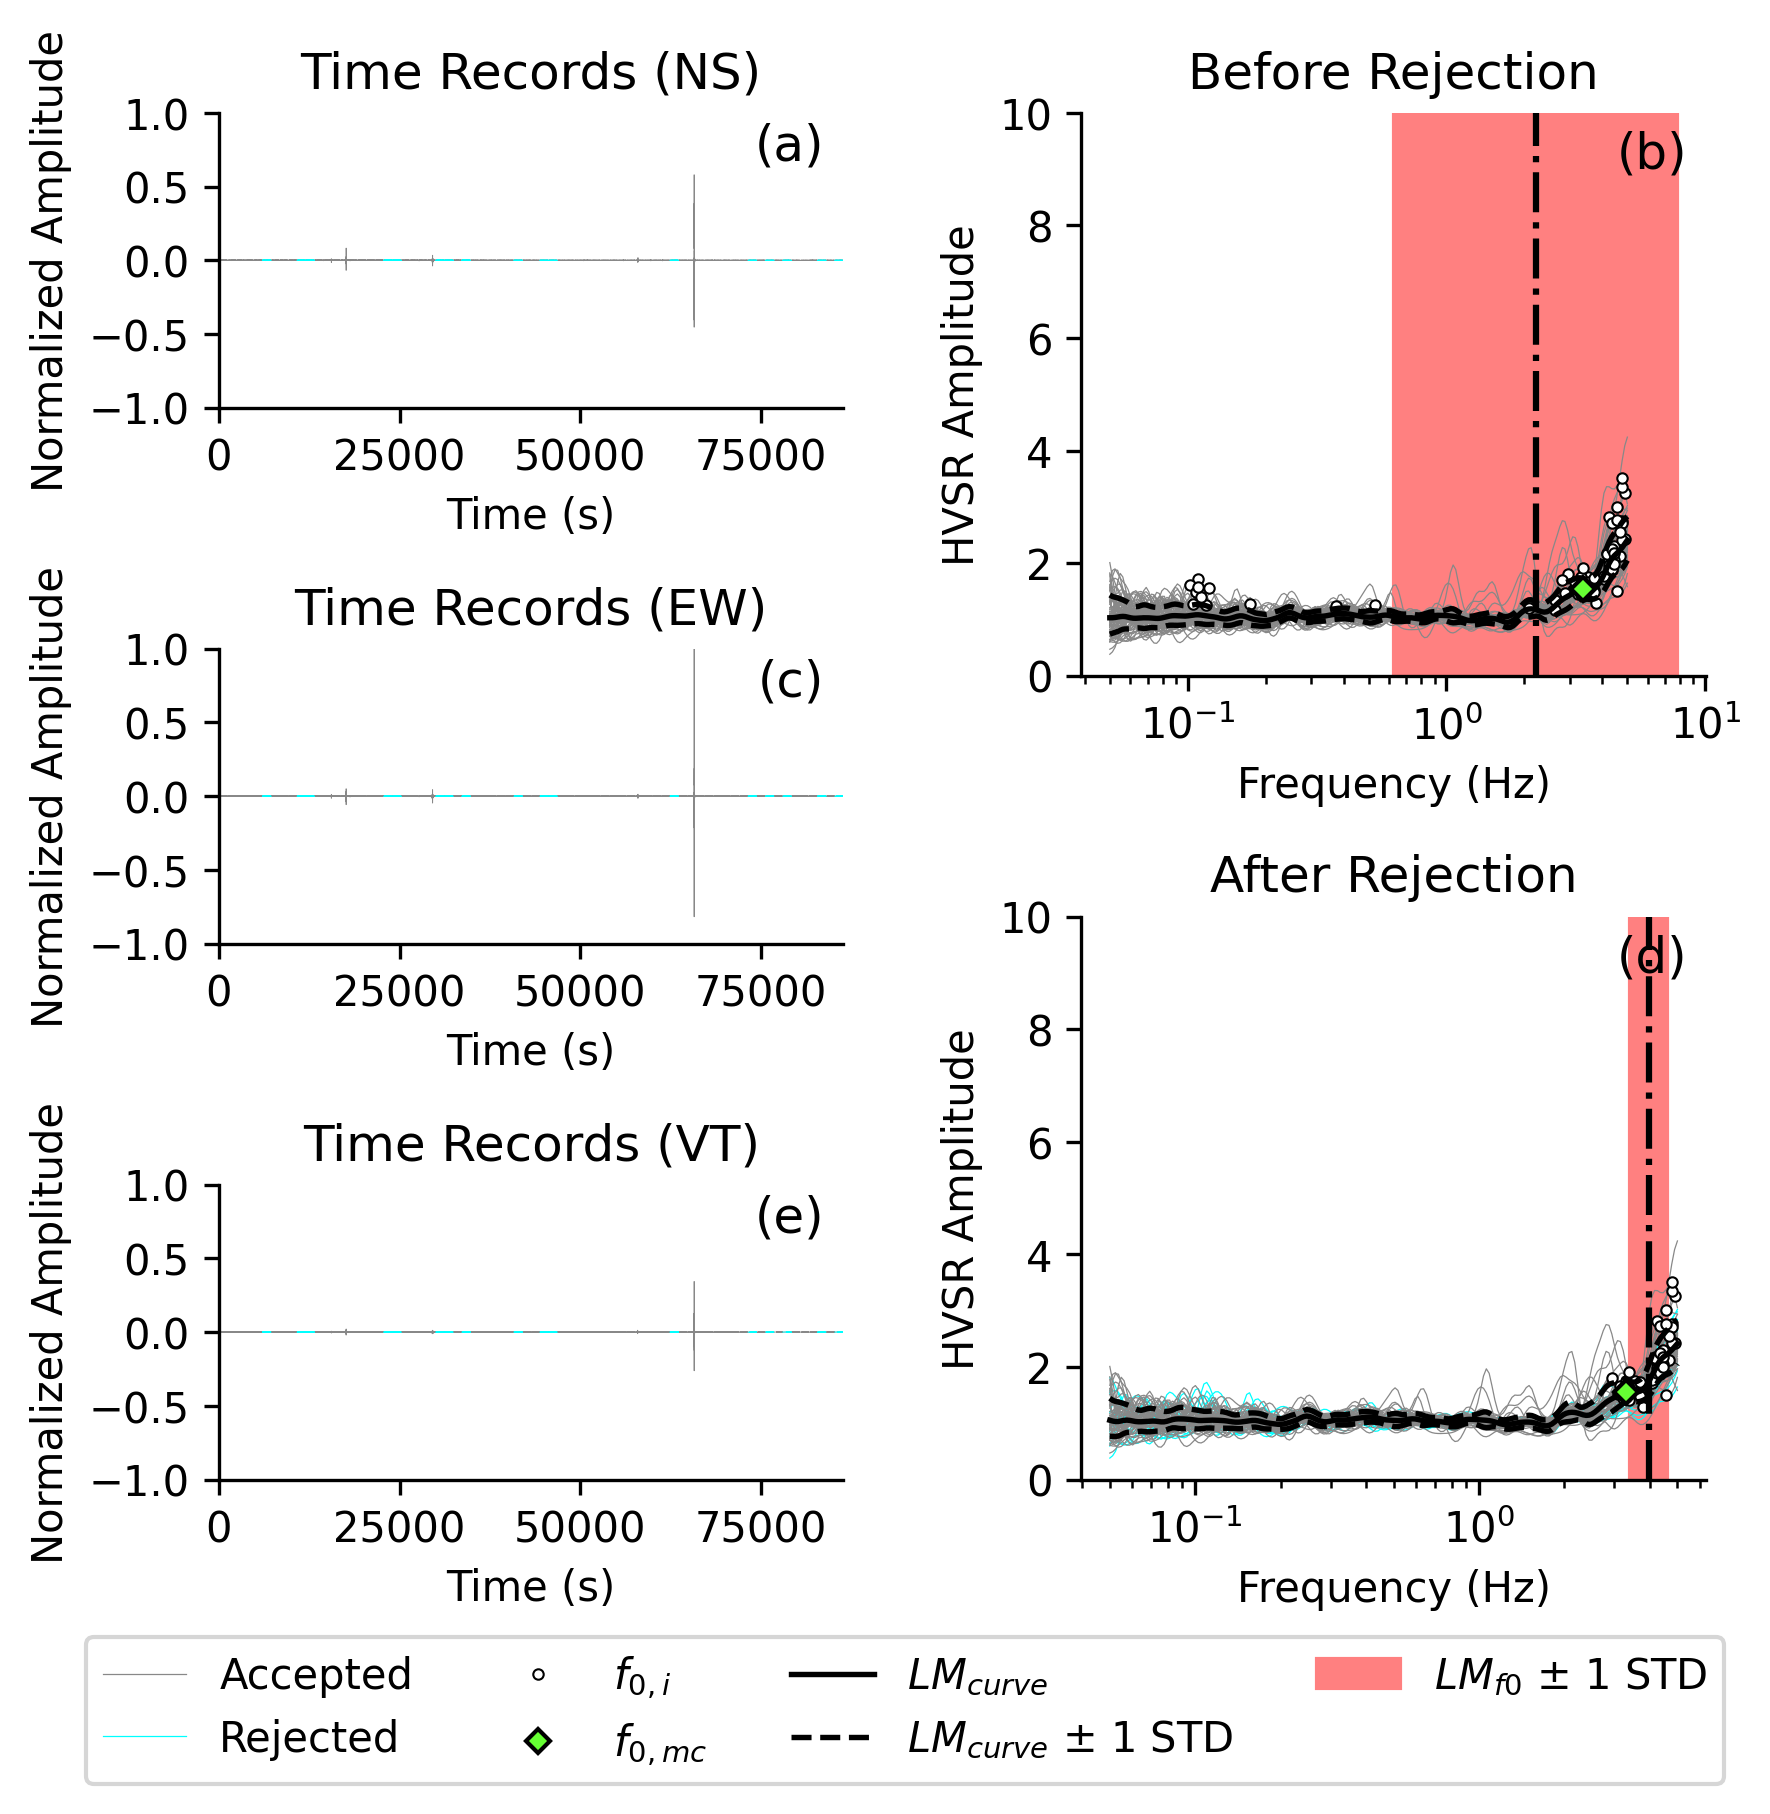 Time Records (NS)
Normalized Amplitude
1.0
0.5
0.0
−0.5
−1.0
(a)
0 25000 50000 75000
Time (s)
Before Rejection
HVSR Amplitude
10
8
6
4
2
0
(b)
10⁻¹ 10⁰ 10¹
Frequency (Hz)
Time Records (EW)
Normalized Amplitude
1.0
0.5
0.0
−0.5
−1.0
(c)
0 25000 50000 75000
Time (s)
After Rejection
HVSR Amplitude
10
8
6
4
2
0
(d)
10⁻¹ 10⁰
Frequency (Hz)
Time Records (VT)
Normalized Amplitude
1.0
0.5
0.0
−0.5
−1.0
(e)
0 25000 50000 75000
Time (s)
Accepted
Rejected
f0,i
f0,mc
LMcurve
LMcurve ± 1 STD
LMf0 ± 1 STD